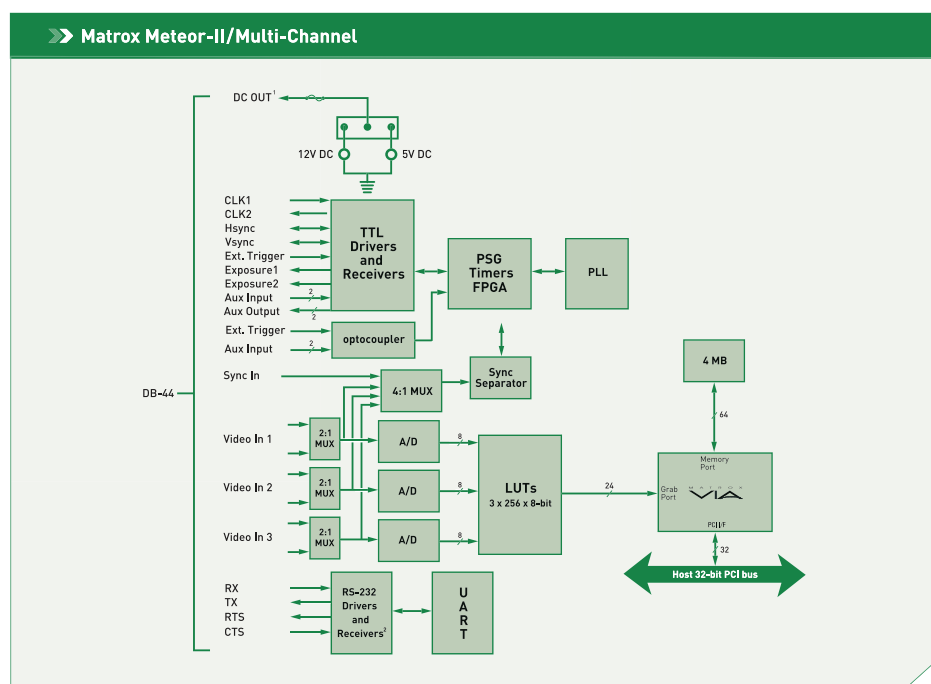 Matrox Meteor-II/Multi-Channel
DC OUT¹
12V DC
5V DC
CLK1
CLK2
Hsync
Vsync
Ext. Trigger
Exposure1
Exposure2
Aux Input
2
Aux Output
2
TTL
Drivers
and
Receivers
PSG
Timers
FPGA
PLL
Ext. Trigger
Aux Input
2
optocoupler
Sync In
4:1 MUX
Sync
Separator
4 MB
64
DB-44
Video In 1
2:1
MUX
A/D
8
Video In 2
2:1
MUX
A/D
8
Video In 3
2:1
MUX
A/D
8
LUTs
3 x 256 x 8-bit
24
Memory
Port
Grab
Port
MATROX
VIA
PCI I/F
32
Host 32-bit PCI bus
RX
TX
RTS
CTS
RS-232
Drivers
and
Receivers²
U
A
R
T